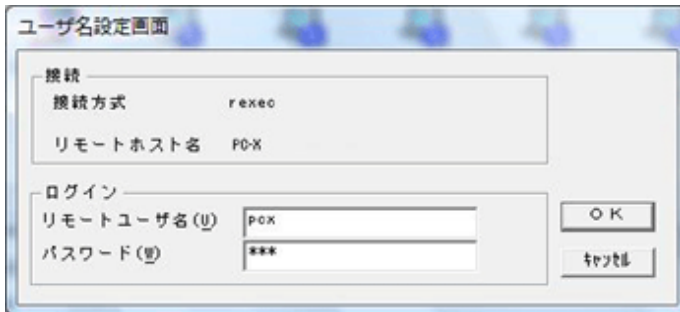 ユーザ名設定画面
接続
接続方式 rexec
リモートホスト名 PC-X
ログイン
リモートユーザ名(U) pcx
パスワード(W) ***
OK
ｷｬﾝｾﾙ